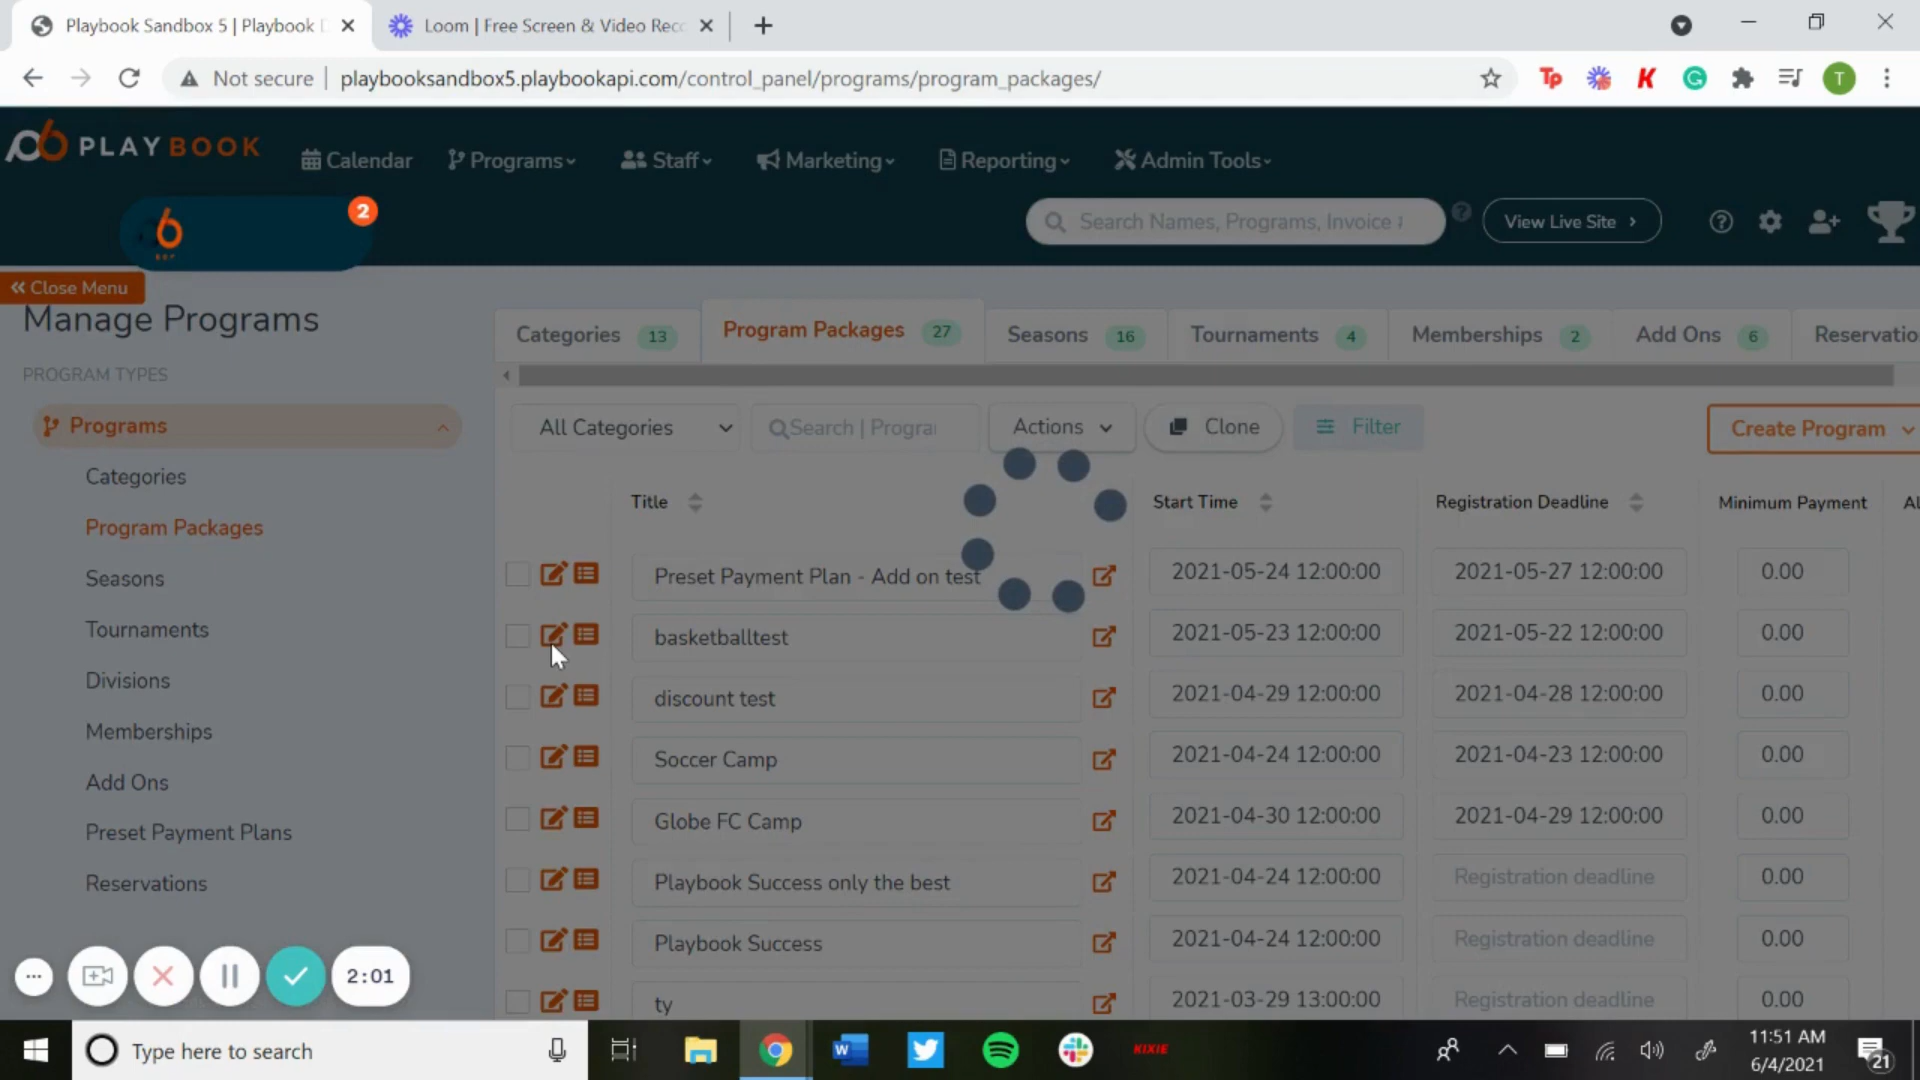 Playbook Sandbox 5 | Playbook
Loom | Free Screen & Video Rec
Not secure
playbooksandbox5.playbookapi.com/control_panel/programs/program_packages/
Tp
K
G
T
PLAYBOOK
Calendar
Programs
Staff
Marketing
Reporting
Admin Tools
2
Search Names, Programs, Invoice
View Live Site
Close Menu
Manage Programs
PROGRAM TYPES
Programs
Categories
Program Packages
Seasons
Tournaments
Divisions
Memberships
Add Ons
Preset Payment Plans
Reservations
Categories 13
Program Packages 27
Seasons 16
Tournaments 4
Memberships 2
Add Ons 6
Reservatio
All Categories
Search | Progra
Actions
Clone
Filter
Create Program
Title
Start Time
Registration Deadline
Minimum Payment
Al
Preset Payment Plan - Add on test 2021-05-24 12:00:00 2021-05-27 12:00:00 0.00
basketballtest 2021-05-23 12:00:00 2021-05-22 12:00:00 0.00
discount test 2021-04-29 12:00:00 2021-04-28 12:00:00 0.00
Soccer Camp 2021-04-24 12:00:00 2021-04-23 12:00:00 0.00
Globe FC Camp 2021-04-30 12:00:00 2021-04-29 12:00:00 0.00
Playbook Success only the best 2021-04-24 12:00:00 Registration deadline 0.00
Playbook Success 2021-04-24 12:00:00 Registration deadline 0.00
ty 2021-03-29 13:00:00 Registration deadline 0.00
2:01
Type here to search
W
KIXIE
11:51 AM
6/4/2021
21